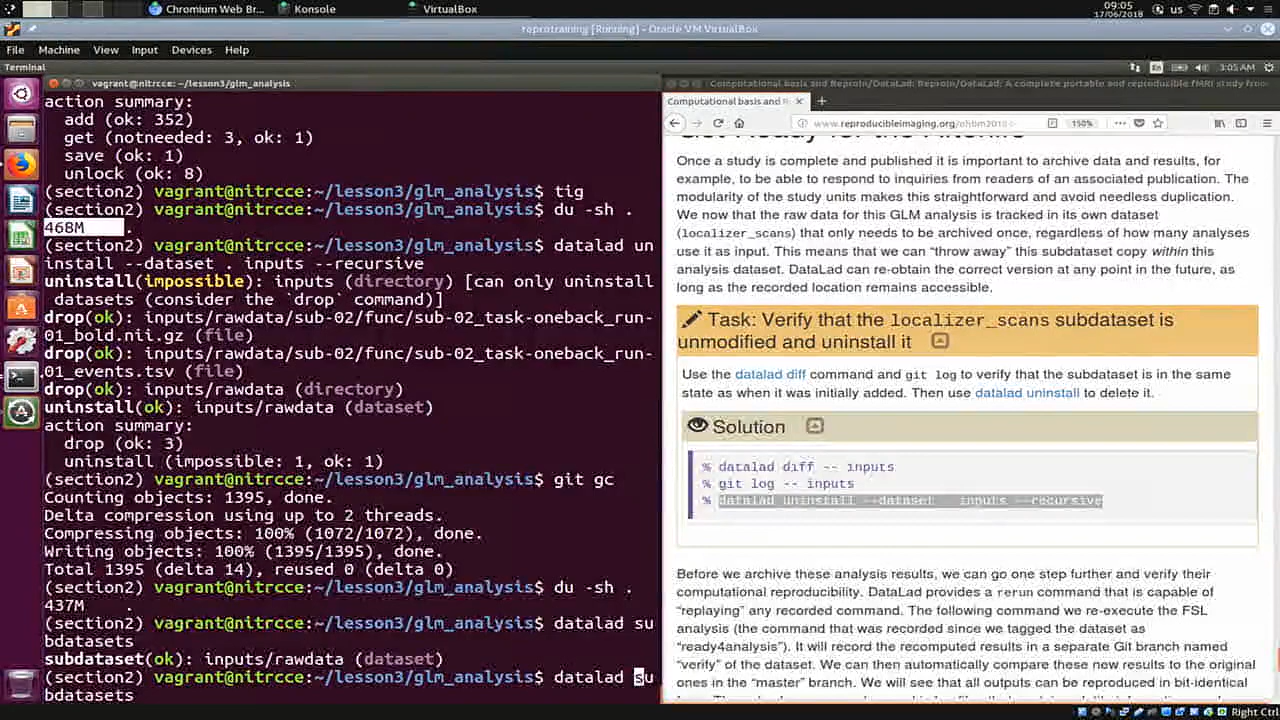 Chromium Web Br...
Konsole
VirtualBox
us
09:05
17/06/2018
reprotraining [Running] - Oracle VM VirtualBox
File Machine View Input Devices Help
Terminal
3:05 AM
vagrant@nitrcce: ~/lesson3/glm_analysis
action summary:
add (ok: 352)
get (notneeded: 3, ok: 1)
save (ok: 1)
unlock (ok: 8)
(section2) vagrant@nitrcce:~/lesson3/glm_analysis$ tig
(section2) vagrant@nitrcce:~/lesson3/glm_analysis$ du -sh .
468M .
(section2) vagrant@nitrcce:~/lesson3/glm_analysis$ datalad un
install --dataset . inputs --recursive
uninstall(impossible): inputs (directory) [can only uninstall
datasets (consider the `drop` command)]
drop(ok): inputs/rawdata/sub-02/func/sub-02_task-oneback_run-
01_bold.nii.gz (file)
drop(ok): inputs/rawdata/sub-02/func/sub-02_task-oneback_run-
01_events.tsv (file)
drop(ok): inputs/rawdata (directory)
uninstall(ok): inputs/rawdata (dataset)
action summary:
drop (ok: 3)
uninstall (impossible: 1, ok: 1)
(section2) vagrant@nitrcce:~/lesson3/glm_analysis$ git gc
Counting objects: 1395, done.
Delta compression using up to 2 threads.
Compressing objects: 100% (1072/1072), done.
Writing objects: 100% (1395/1395), done.
Total 1395 (delta 14), reused 0 (delta 0)
(section2) vagrant@nitrcce:~/lesson3/glm_analysis$ du -sh .
437M .
(section2) vagrant@nitrcce:~/lesson3/glm_analysis$ datalad su
bdatasets
subdataset(ok): inputs/rawdata (dataset)
(section2) vagrant@nitrcce:~/lesson3/glm_analysis$ datalad su
bdatasets
Computational basis and ReproIn/DataLad: ReproIn/DataLad: A complete portable and reproducible fMRI study from
Computational basis and R
www.reproducibleimaging.org/ohbm2018-
150%
Once a study is complete and published it is important to archive data and results, for
example, to be able to respond to inquiries from readers of an associated publication. The
modularity of the study units makes this straightforward and avoid needless duplication.
We now that the raw data for this GLM analysis is tracked in its own dataset
(localizer_scans) that only needs to be archived once, regardless of how many analyses
use it as input. This means that we can “throw away” this subdataset copy within this
analysis dataset. DataLad can re-obtain the correct version at any point in the future, as
long as the recorded location remains accessible.
Task: Verify that the localizer_scans subdataset is
unmodified and uninstall it
Use the datalad diff command and git log to verify that the subdataset is in the same
state as when it was initially added. Then use datalad uninstall to delete it.
Solution
% datalad diff -- inputs
% git log -- inputs
% datalad uninstall --dataset . inputs --recursive
Before we archive these analysis results, we can go one step further and verify their
computational reproducibility. DataLad provides a rerun command that is capable of
“replaying” any recorded command. The following command we re-execute the FSL
analysis (the command that was recorded since we tagged the dataset as
“ready4analysis”). It will record the recomputed results in a separate Git branch named
“verify” of the dataset. We can then automatically compare these new results to the original
ones in the “master” branch. We will see that all outputs can be reproduced in bit-identical
Right Ctrl